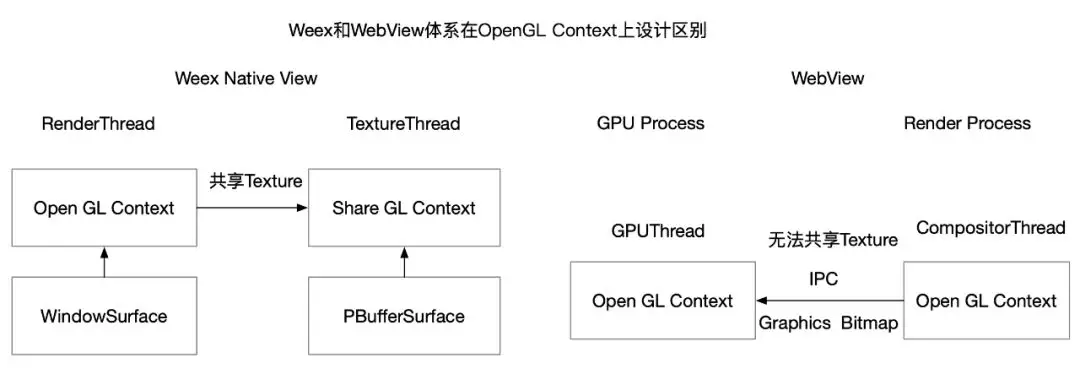 Weex和WebView体系在OpenGL Context上设计区别
Weex Native View
WebView
RenderThread
TextureThread
GPU Process
Render Process
共享Texture
Open GL Context
Share GL Context
GPUThread
无法共享Texture
CompositorThread
IPC
Open GL Context
Open GL Context
WindowSurface
PBufferSurface
Graphics Bitmap